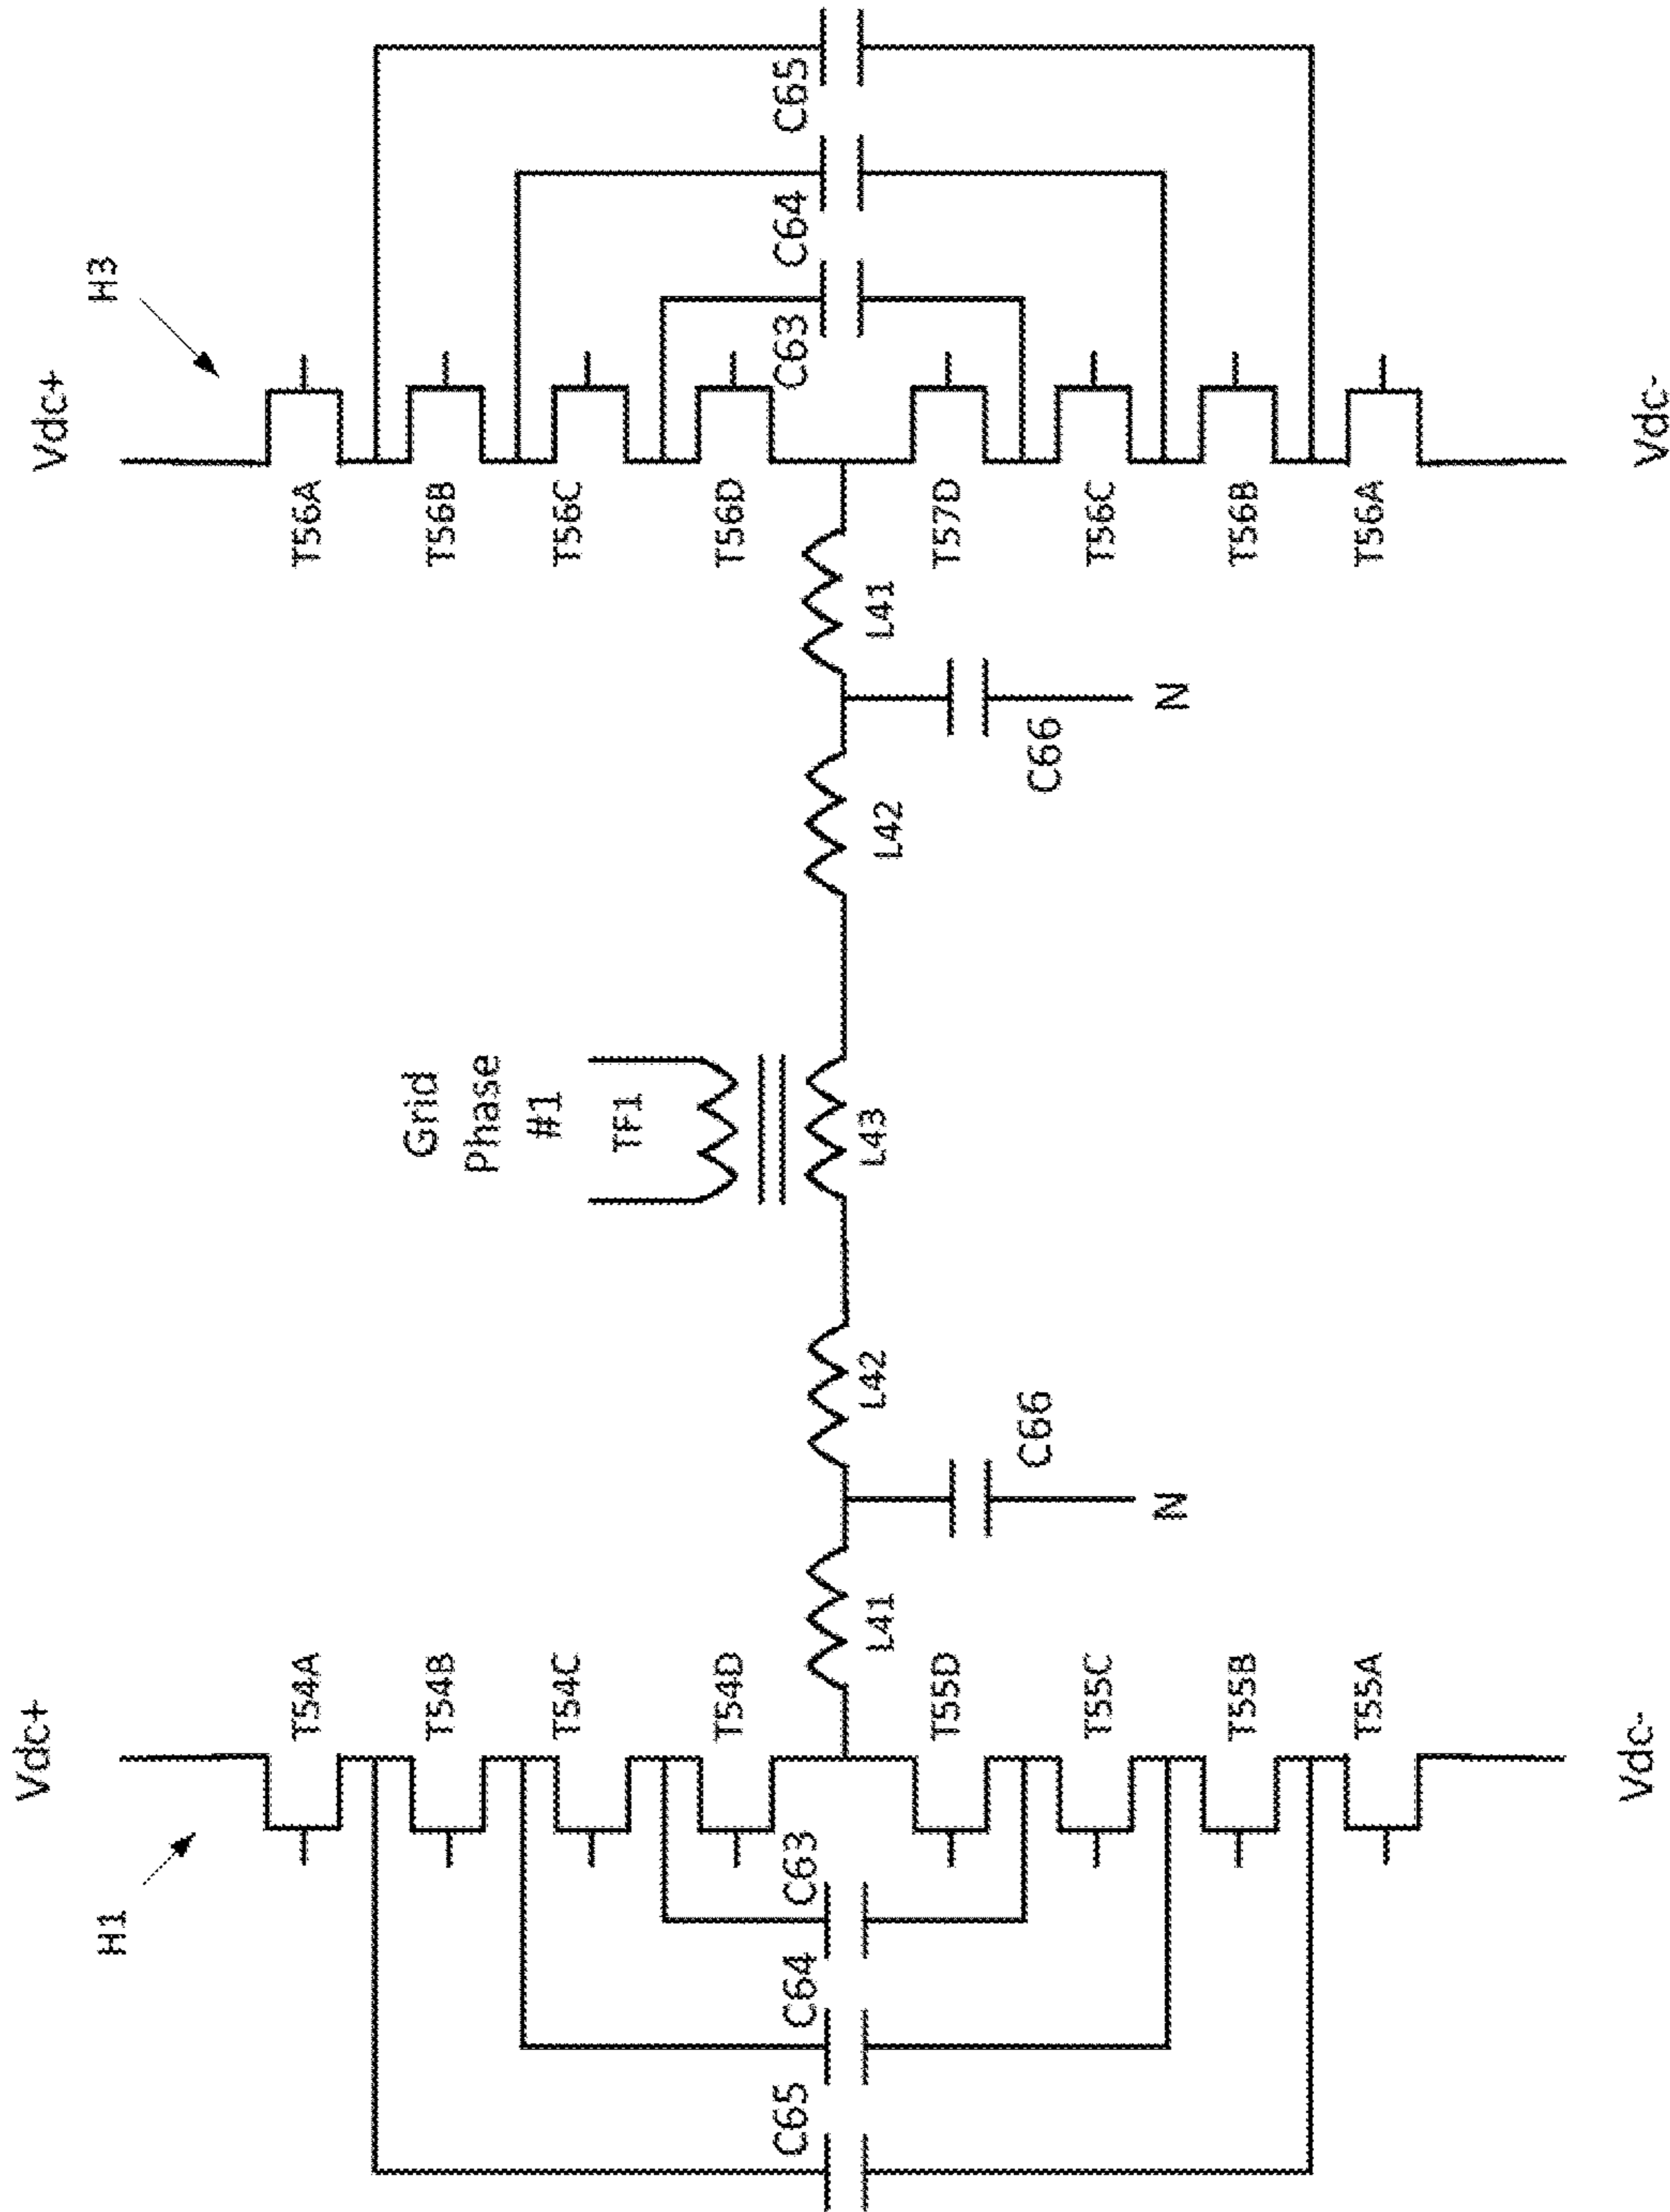 Vdc+
Vdc+
H1
H3
T54A
T56A
Grid
Phase
#1
T54B
T56B
T54C
T56C
TF1
T54D
T56D
C65
C64
C63
C63
C64
C65
L41
L42
L43
L42
L41
T55D
T57D
C66
C66
T55C
T56C
N
N
T55B
T56B
T55A
T56A
Vdc-
Vdc-